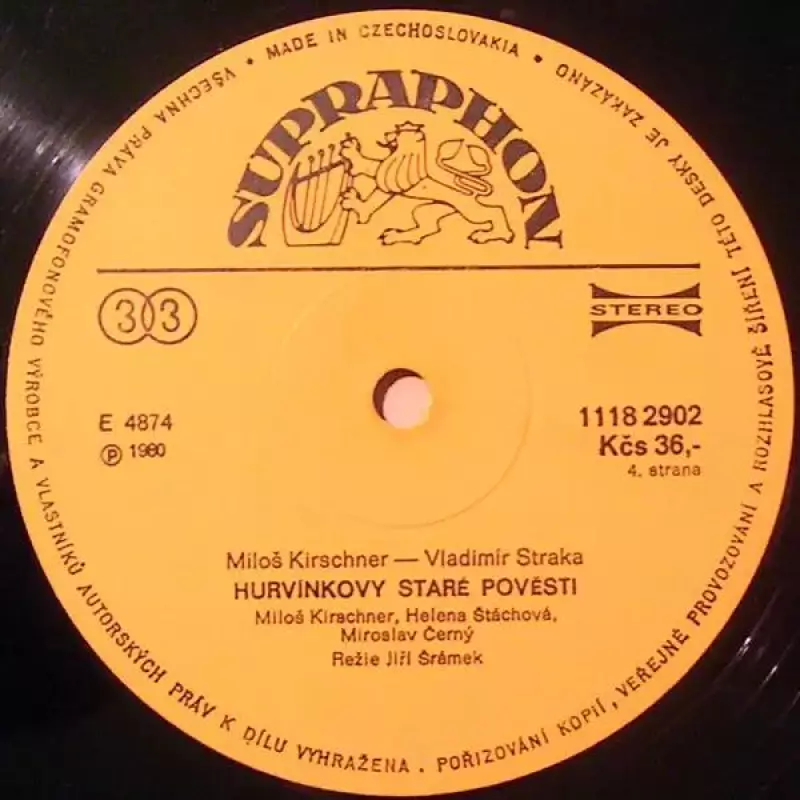 VŠECHNA PRÁVA GRAMOFONOVÉHO VÝROBCE A VLASTNÍKŮ AUTORSKÝCH PRÁV K DÍLU VYHRAŽENA. POŘIZOVÁNÍ KOPIÍ, VEŘEJNÉ PROVOZOVÁNÍ A ROZHLASOVÉ ŠÍŘENÍ TÉTO DESKY JE ZAKÁZÁNO • MADE IN CZECHOSLOVAKIA •
SUPRAPHON
33
STEREO
E 4874
1118 2902
℗ 1980
Kčs 36,-
4. strana
Miloš Kirschner — Vladimír Straka
HURVÍNKOVY STARÉ POVĚSTI
Miloš Kirschner, Helena Štáchová,
Miroslav Černý
Režie Jiří Šrámek